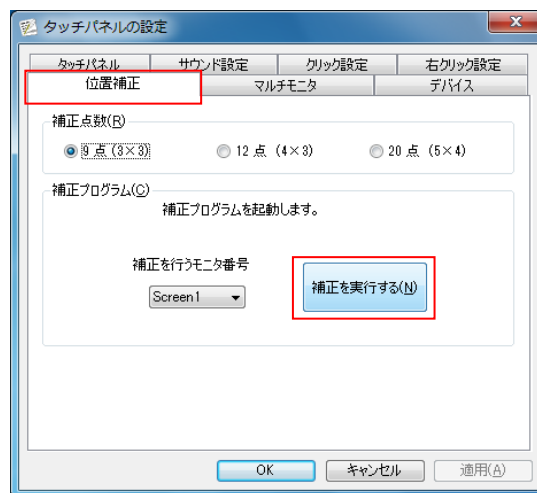 タッチパネルの設定
タッチパネル サウンド設定 クリック設定 右クリック設定
位置補正 マルチモニタ デバイス
補正点数(R)
9 点 (3×3) 12 点 (4×3) 20 点 (5×4)
補正プログラム(C)
補正プログラムを起動します。
補正を行うモニタ番号
Screen1
補正を実行する(N)
OK キャンセル 適用(A)